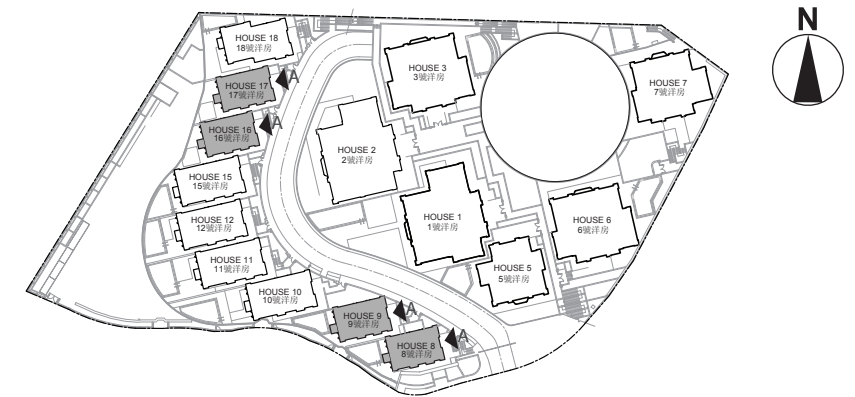 N
HOUSE 18
18號洋房
HOUSE 17
17號洋房
A
HOUSE 16
16號洋房
A
HOUSE 15
15號洋房
HOUSE 12
12號洋房
HOUSE 11
11號洋房
HOUSE 10
10號洋房
HOUSE 9
9號洋房
A
HOUSE 8
8號洋房
A
HOUSE 3
3號洋房
HOUSE 2
2號洋房
HOUSE 1
1號洋房
HOUSE 5
5號洋房
HOUSE 6
6號洋房
HOUSE 7
7號洋房